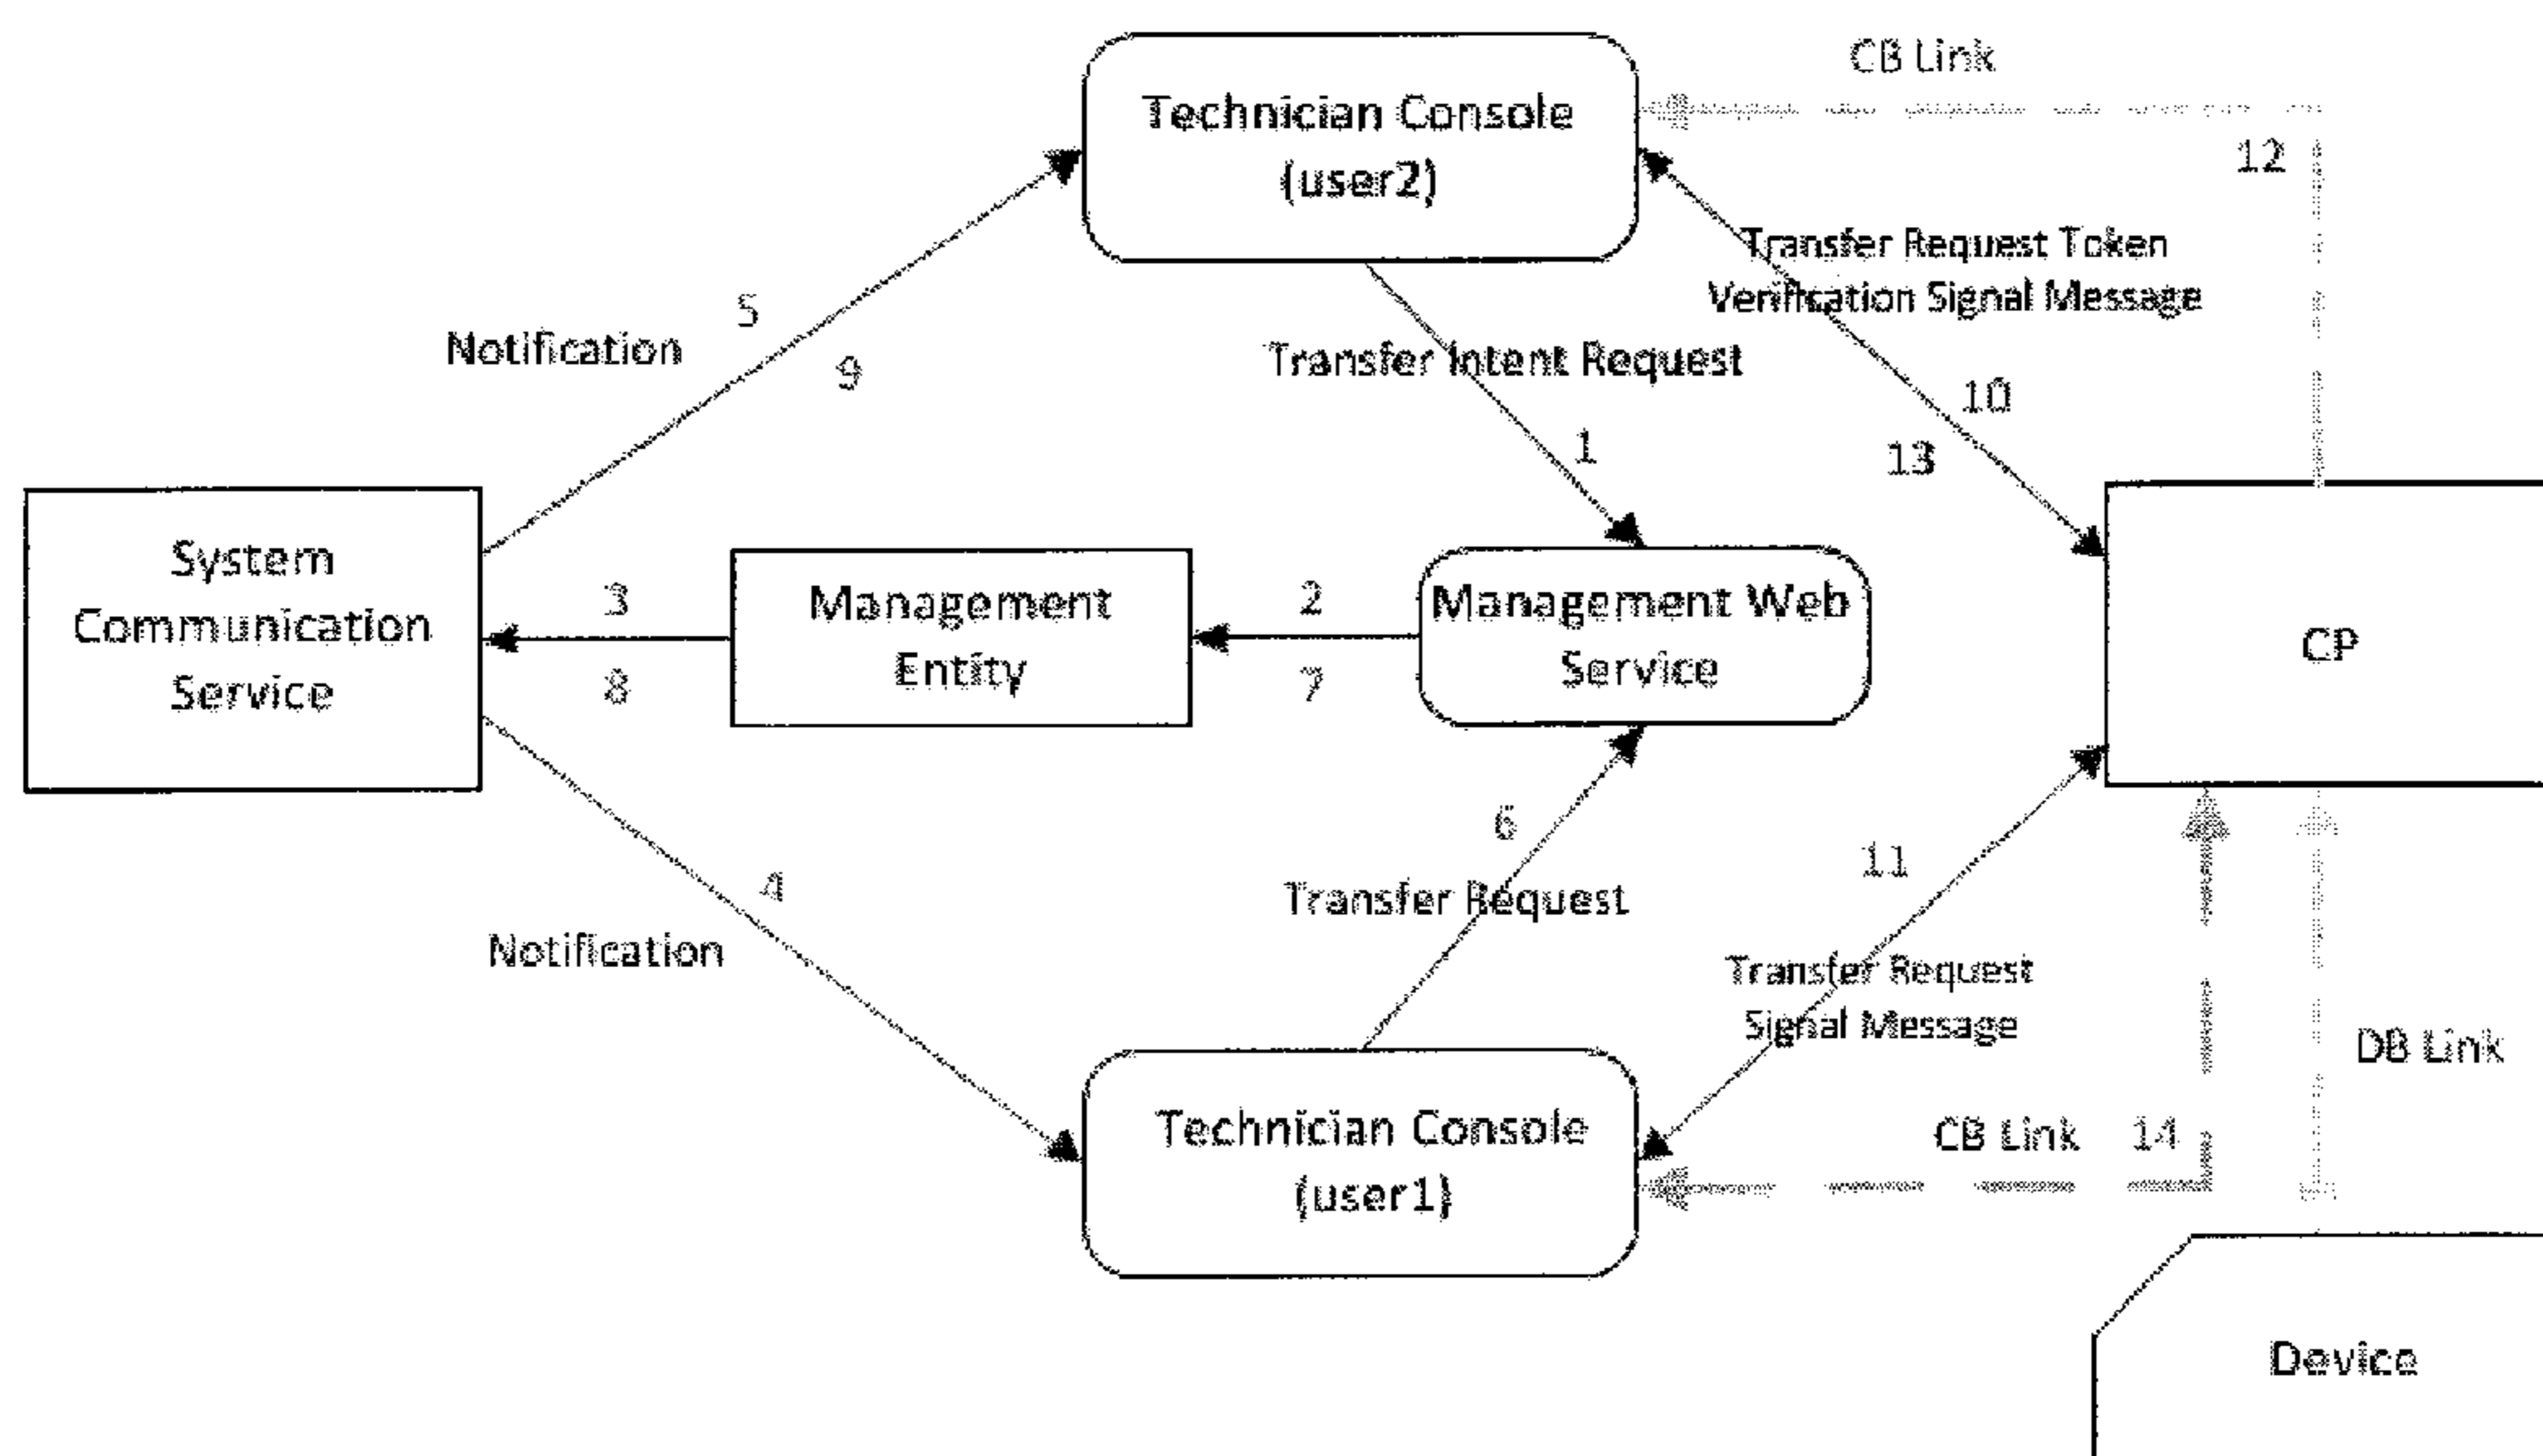 CB Link
Technician Console
(user2)
12
Transfer Request Token
Verification Signal Message
5
Notification
9
Transfer Intent Request
10
1
13
System
Communication
Service
3
8
Management
Entity
2
7
Management Web
Service
CP
6
4
11
Transfer Request
Notification
Transfer Request
Signal Message
DB Link
Technician Console
(user1)
CB Link
14
Device